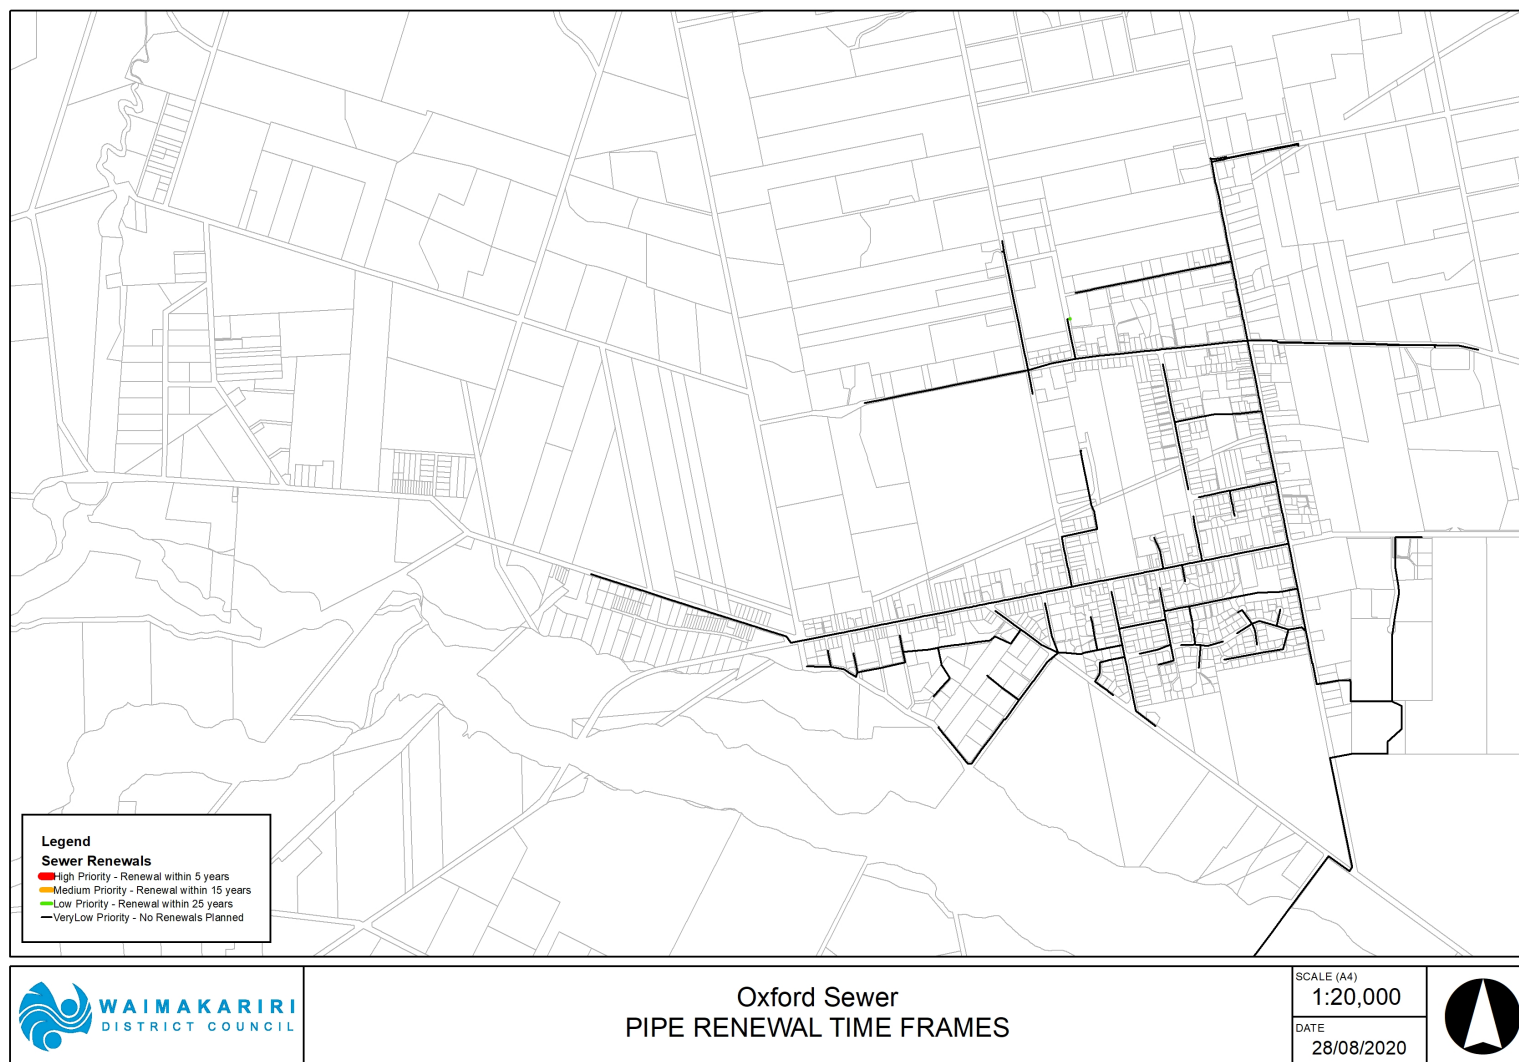 Legend
Sewer Renewals
High Priority - Renewal within 5 years
Medium Priority - Renewal within 15 years
Low Priority - Renewal within 25 years
VeryLow Priority - No Renewals Planned
WAIMAKARIRI
DISTRICT COUNCIL
Oxford Sewer
PIPE RENEWAL TIME FRAMES
SCALE (A4)
1:20,000
DATE
28/08/2020